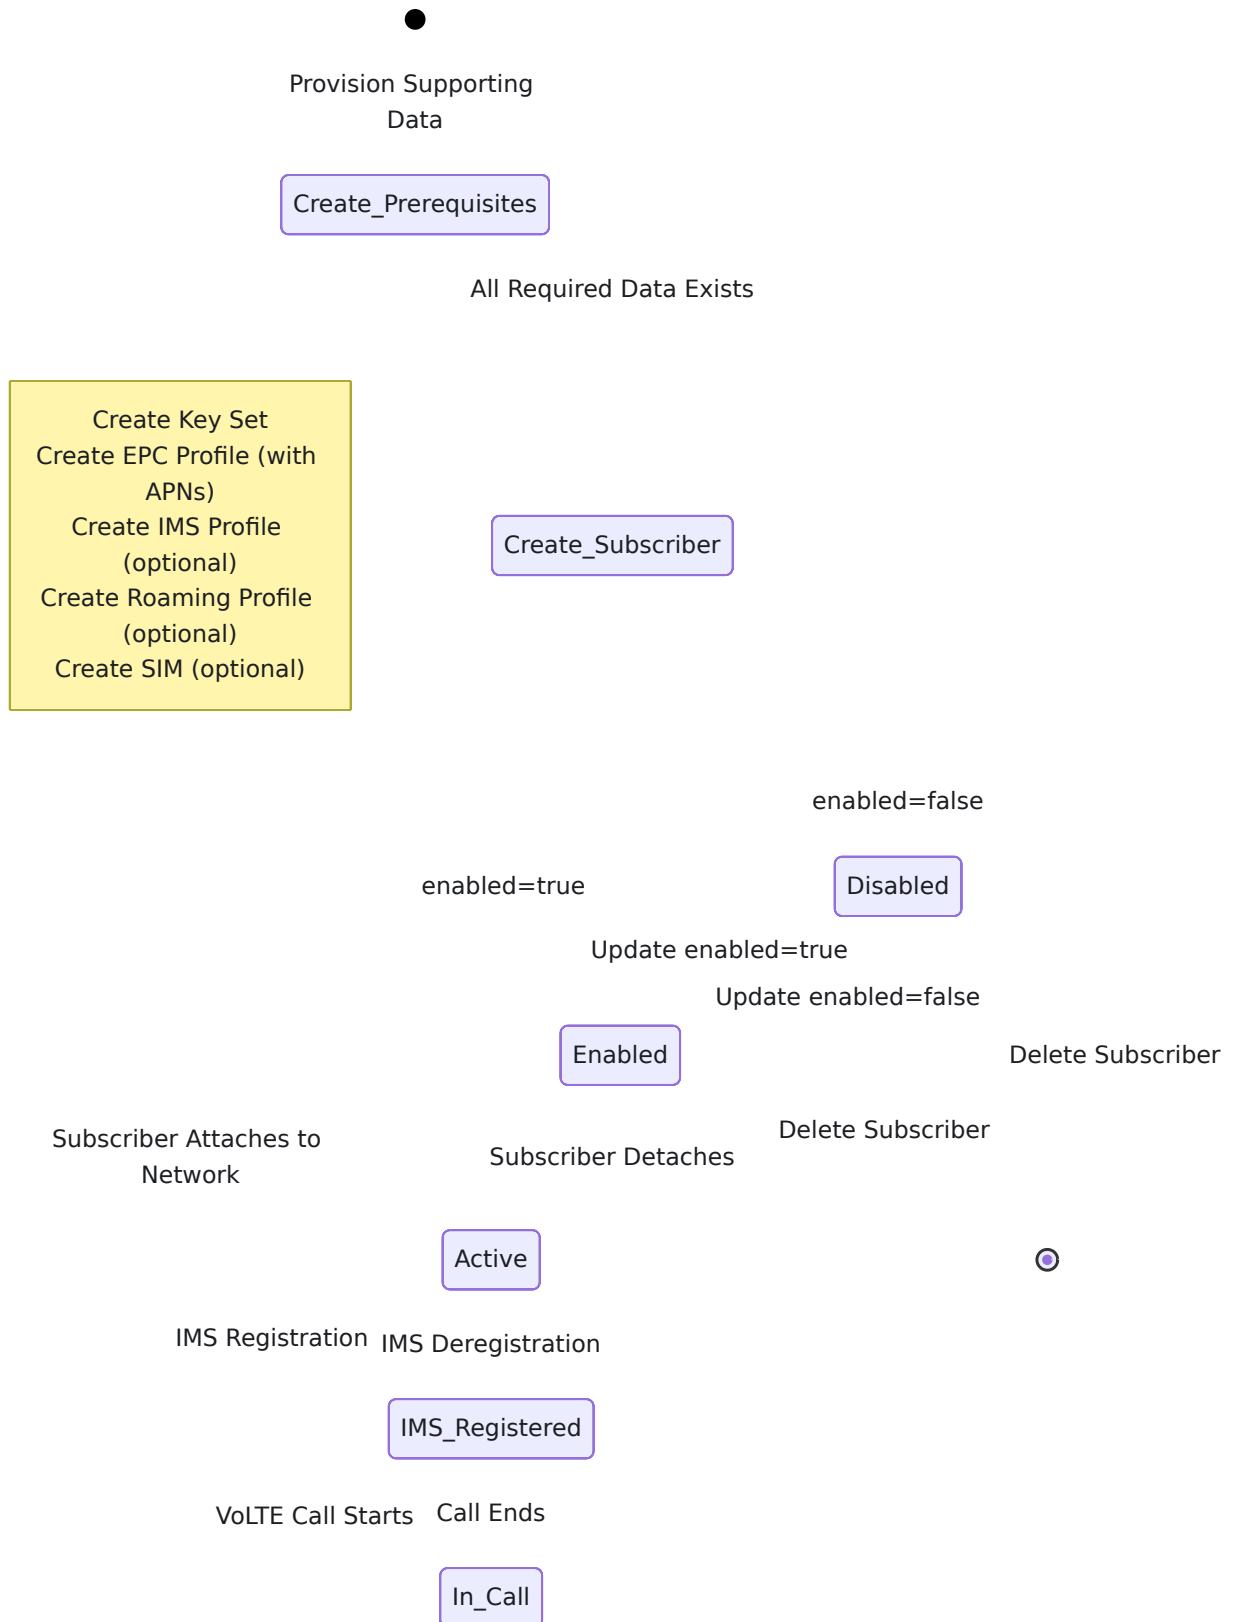 Provision Supporting
Data
Create_Prerequisites
All Required Data Exists
Create Key Set
Create EPC Profile (with
APNs)
Create IMS Profile
(optional)
Create Roaming Profile
(optional)
Create SIM (optional)
Create_Subscriber
enabled=false
enabled=true
Disabled
Update enabled=true
Update enabled=false
Enabled
Delete Subscriber
Delete Subscriber
Subscriber Attaches to
Network
Subscriber Detaches
Active
IMS Registration
IMS Deregistration
IMS_Registered
VoLTE Call Starts
Call Ends
In_Call